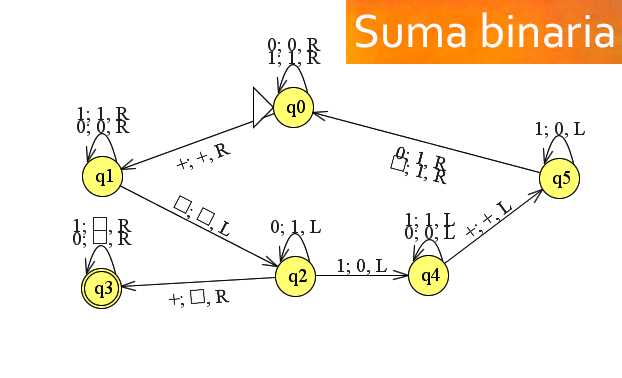 Suma binaria
0; 0, R
1; 1, R
q0
1; 1, R
0; 0, R
q1
+; +, R
0; 1, R
□; 1, R
1; 0, L
q5
□; □, L
1; □, R
0; □, R
q3
0; 1, L
q2
+; □, R
1; 0, L
1; 1, L
0; 0, L
q4
+; +, L